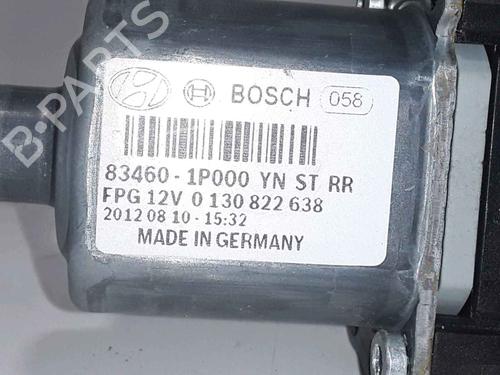 BOSCH 058
83460-1P000 YN ST RR
FPG 12V 0 130 822 638
2012 08 10-15:32
MADE IN GERMANY
B-PARTS